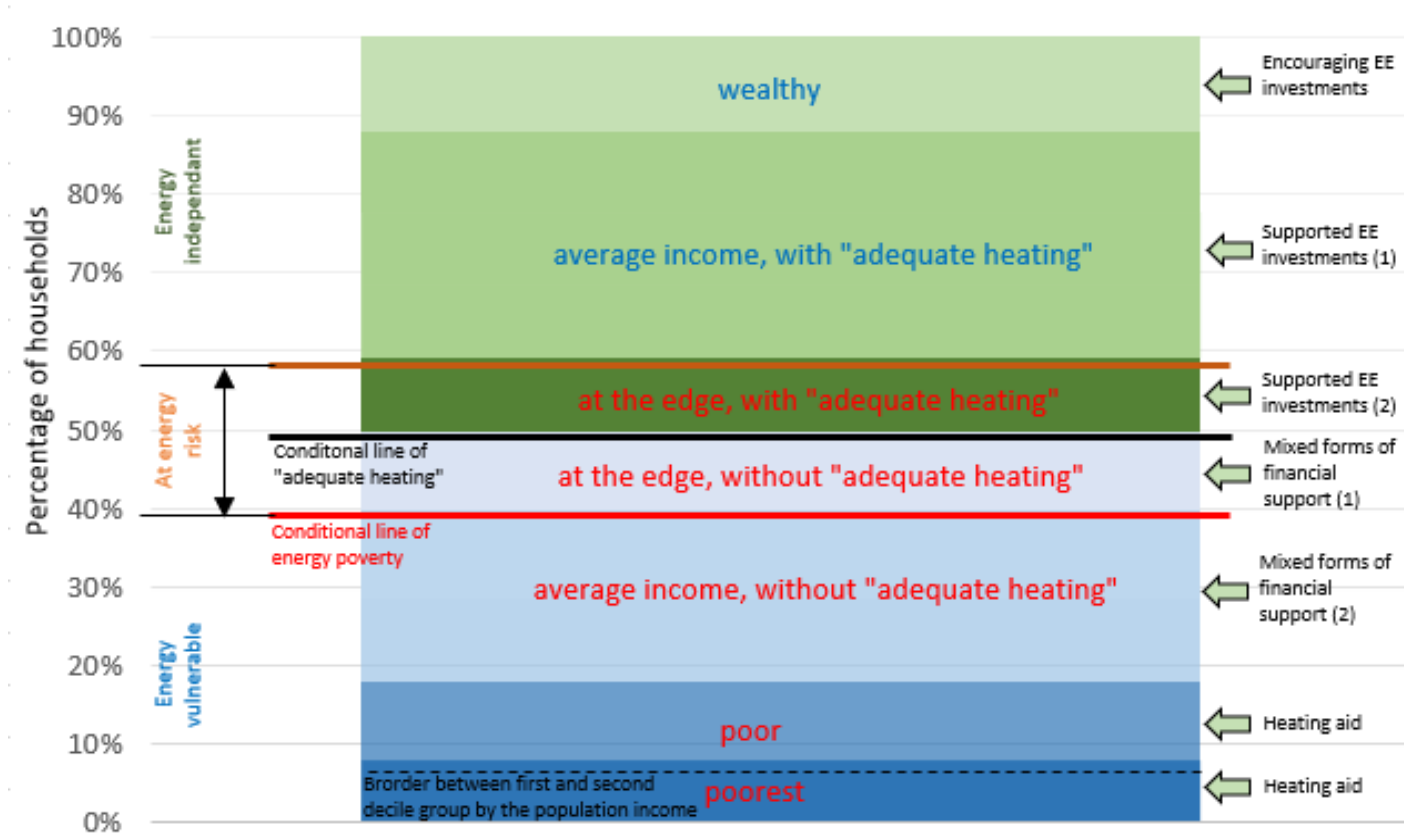 100%
90%
80%
70%
60%
50%
40%
30%
20%
10%
0%
Percentage of households
Energy
independant
At energy
risk
Energy
vulnerable
wealthy
average income, with "adequate heating"
at the edge, with "adequate heating"
Conditonal line of
"adequate heating"
at the edge, without "adequate heating"
Conditional line of
energy poverty
average income, without "adequate heating"
poor
Brorder between first and second
decile group by the population income
poorest
Encouraging EE
investments
Supported EE
investments (1)
Supported EE
investments (2)
Mixed forms of
financial
support (1)
Mixed forms of
financial
support (2)
Heating aid
Heating aid